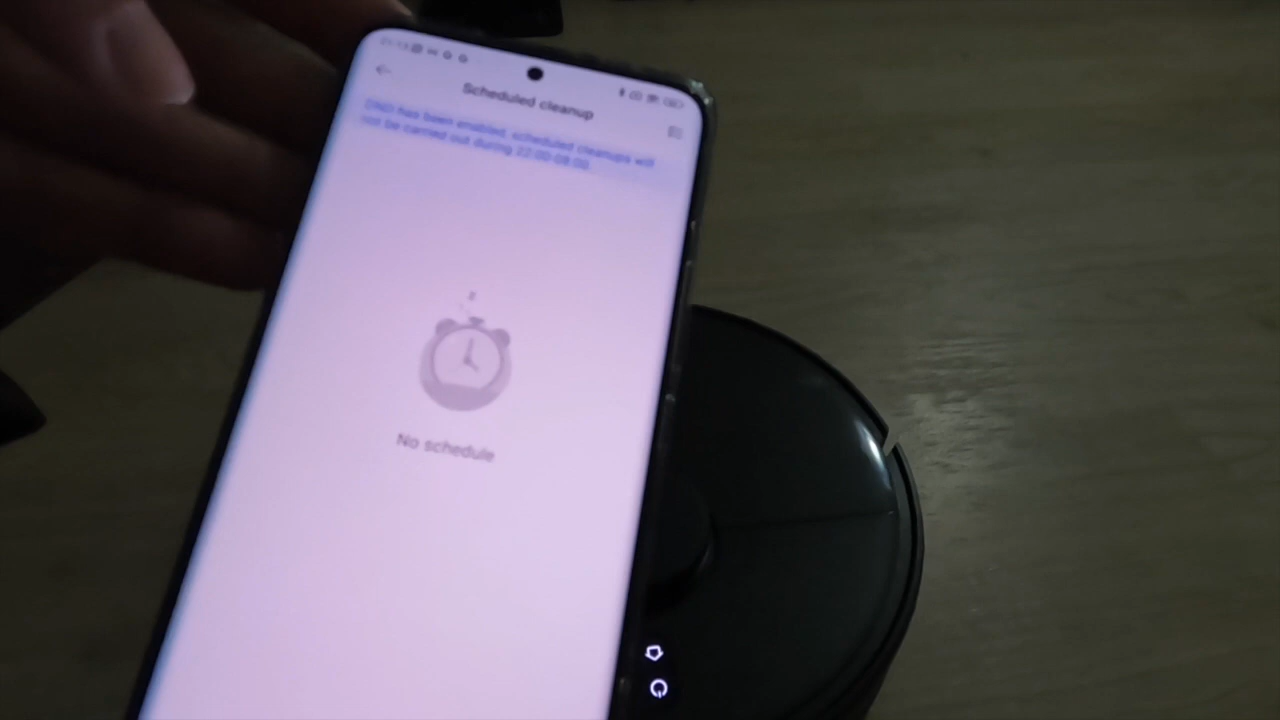 Scheduled cleanup
DND has been enabled, scheduled cleanups will
not be carried out during 22:00-08:00.
No schedule